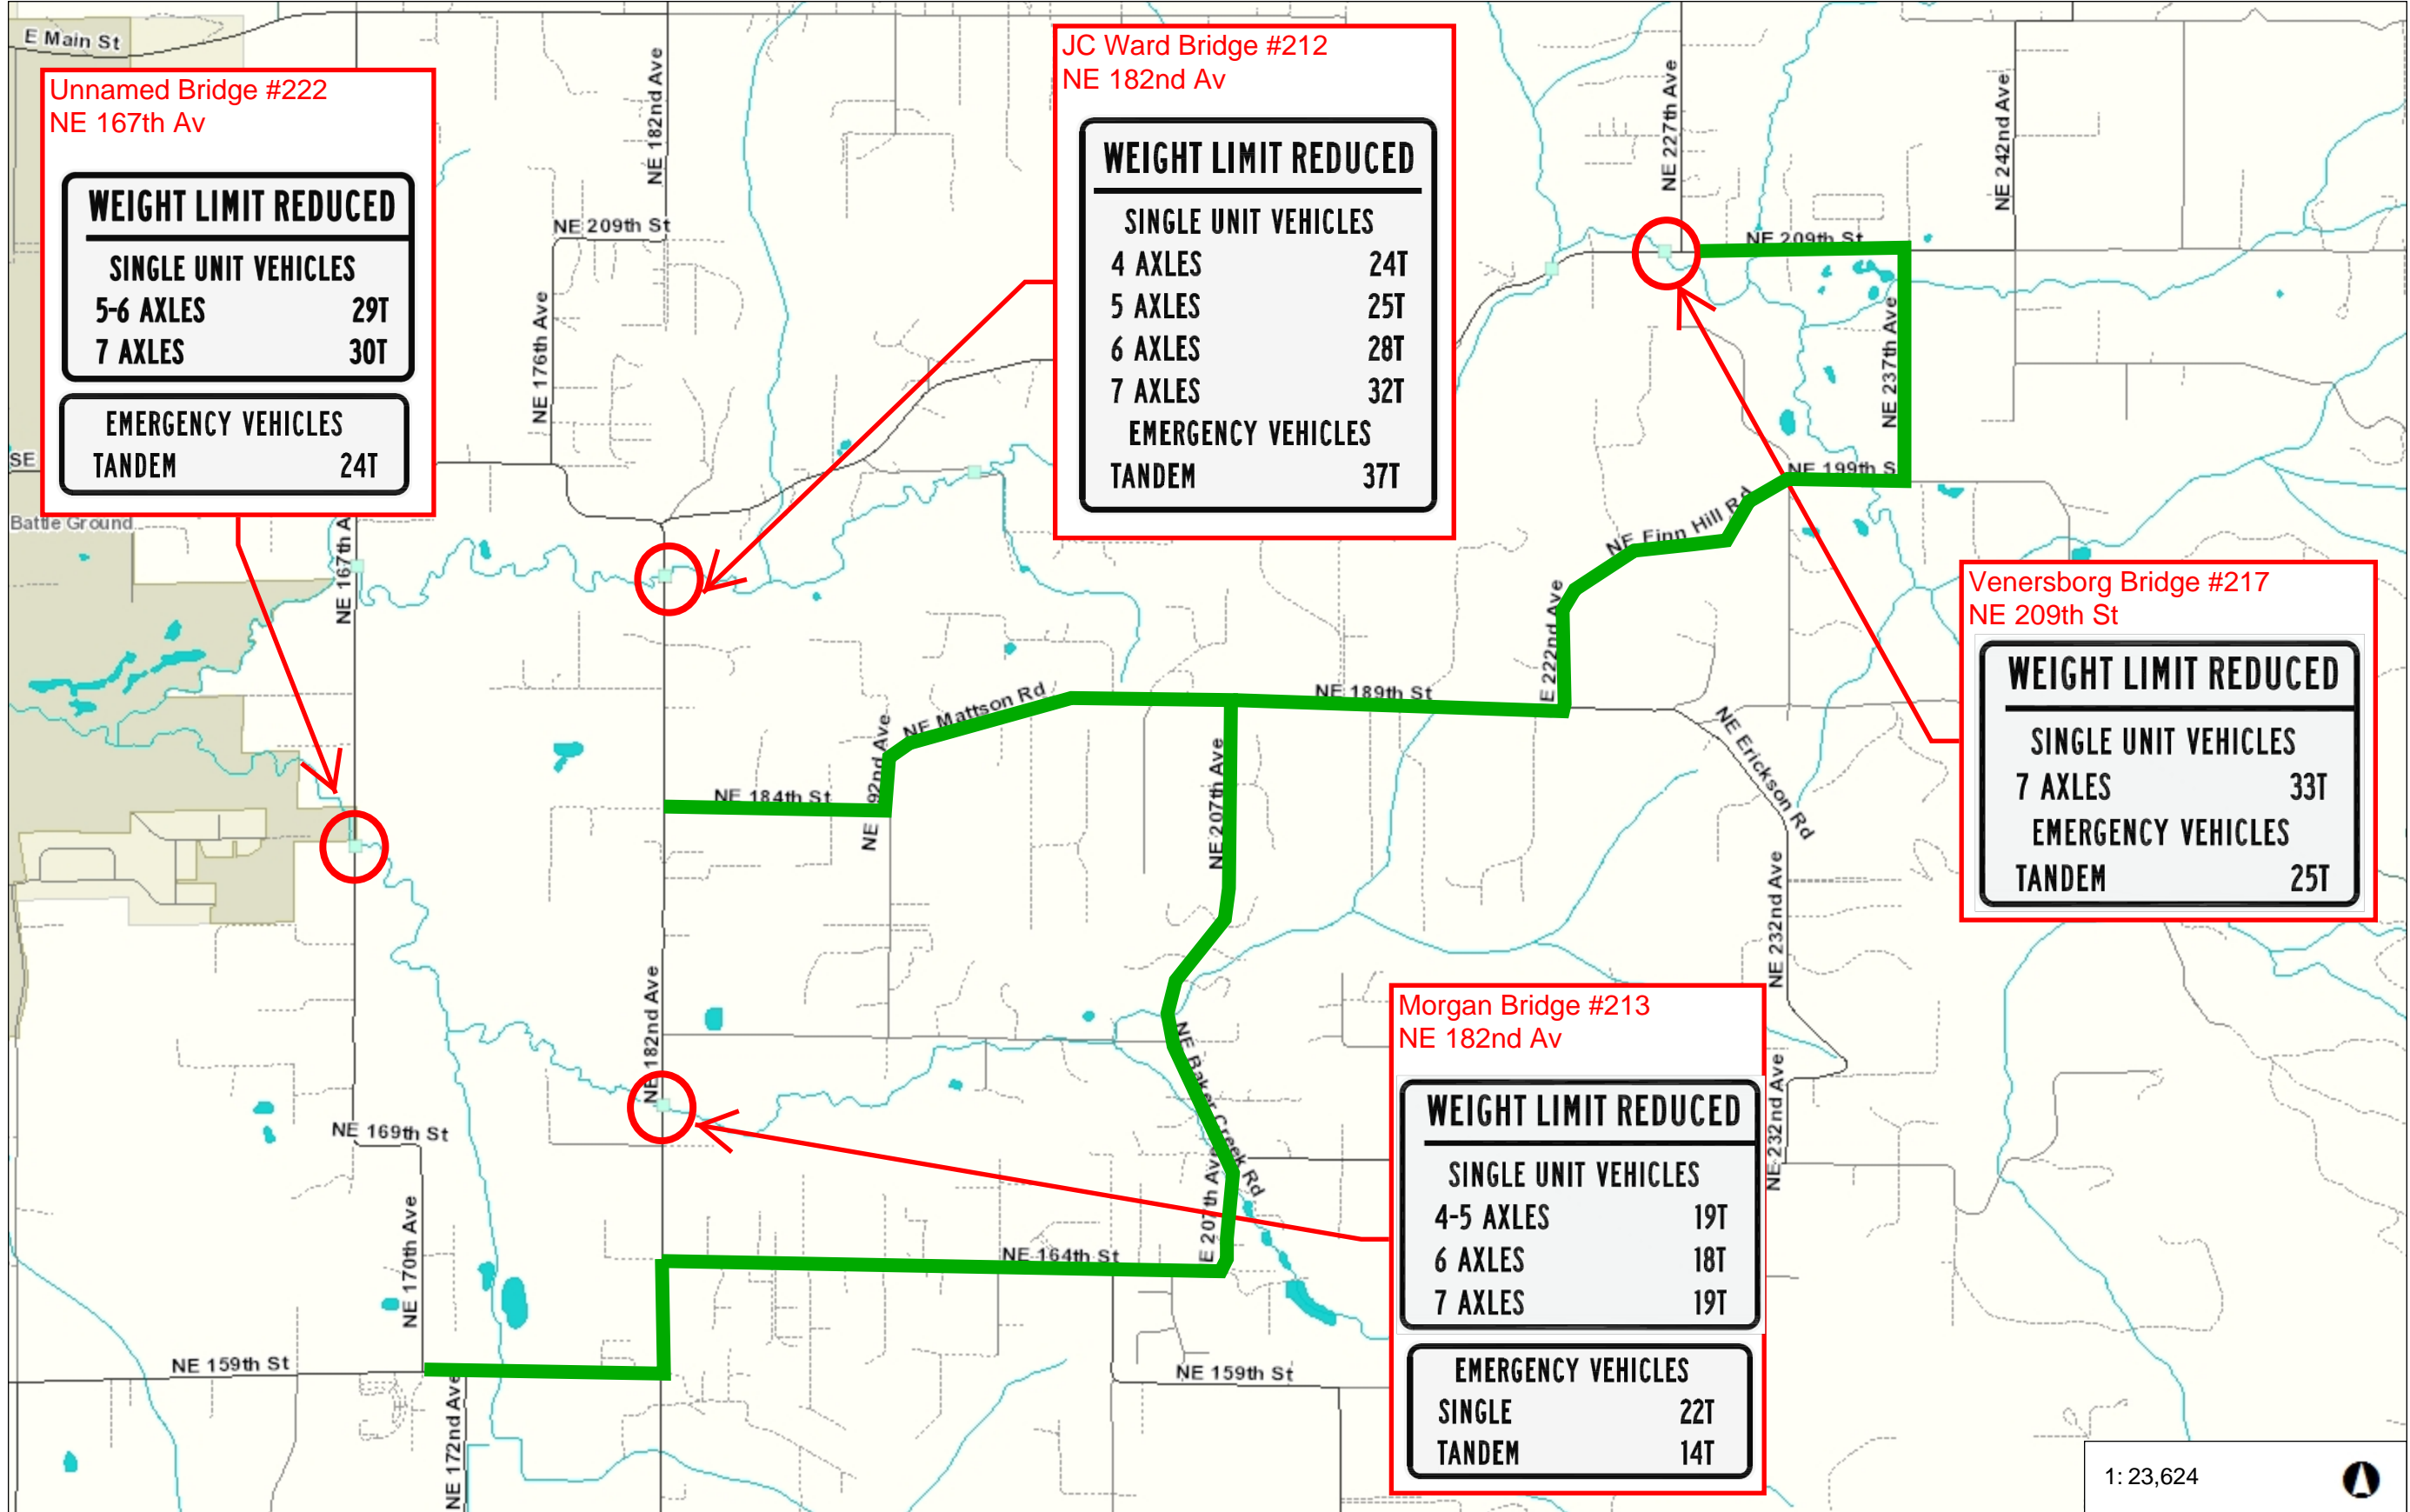 E Main St
Unnamed Bridge #222
NE 167th Av
WEIGHT LIMIT REDUCED
SINGLE UNIT VEHICLES
5-6 AXLES 29T
7 AXLES 30T
EMERGENCY VEHICLES
TANDEM 24T
NE 182nd Ave
JC Ward Bridge #212
NE 182nd Av
WEIGHT LIMIT REDUCED
SINGLE UNIT VEHICLES
4 AXLES 24T
5 AXLES 25T
6 AXLES 28T
7 AXLES 32T
EMERGENCY VEHICLES
TANDEM 37T
NE 227th Ave
NE 242nd Ave
NE 209th St
NE 209th St
NE 176th Ave
NE 237th Ave
SE
NE 199th S
Battle Ground
NE 167th A
NE Finn Hill Rd
E 222nd Ave
Venersborg Bridge #217
NE 209th St
WEIGHT LIMIT REDUCED
SINGLE UNIT VEHICLES
7 AXLES 33T
EMERGENCY VEHICLES
TANDEM 25T
NE Mattson Rd
NE 189th St
NE Erickson Rd
NE 184th St
NE 92nd Ave
NE 207th Ave
NE 232nd Ave
NE 182nd Ave
NE Baker Creek Rd
Morgan Bridge #213
NE 182nd Av
WEIGHT LIMIT REDUCED
SINGLE UNIT VEHICLES
4-5 AXLES 19T
6 AXLES 18T
7 AXLES 19T
EMERGENCY VEHICLES
SINGLE 22T
TANDEM 14T
NE 232nd Ave
NE 169th St
NE 170th Ave
E 207th Ave
NE 164th St
NE 159th St
NE 172nd Ave
NE 159th St
1: 23,624